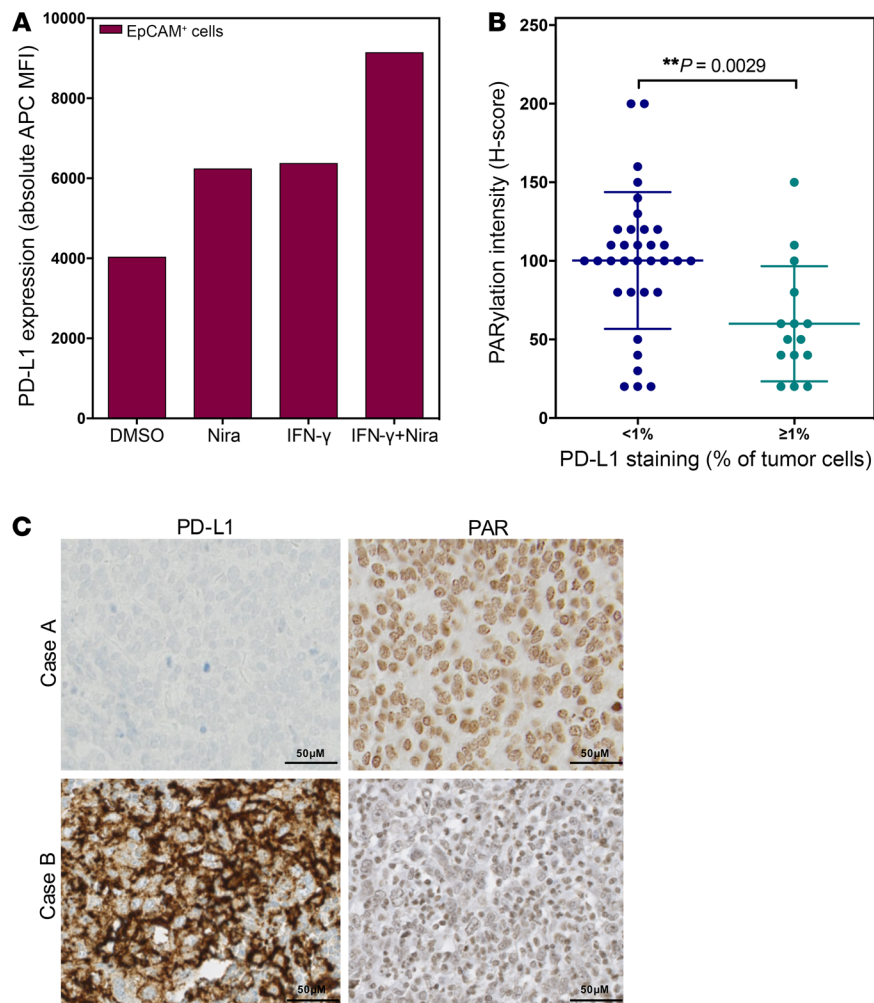 A
EpCAM⁺ cells
PD-L1 expression (absolute APC MFI)
10000
8000
6000
4000
2000
0
DMSO Nira IFN-γ IFN-γ+Nira
B
**P = 0.0029
PARylation intensity (H-score)
250
200
150
100
50
0
<1% ≥1%
PD-L1 staining (% of tumor cells)
C
PD-L1 PAR
Case A
50µM 50µM
Case B
50µM 50µM